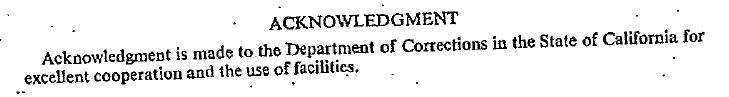 ACKNOWLEDGMENT
Acknowledgment is made to the Department of Corrections in the State of California for
excellent cooperation and the use of facilities.